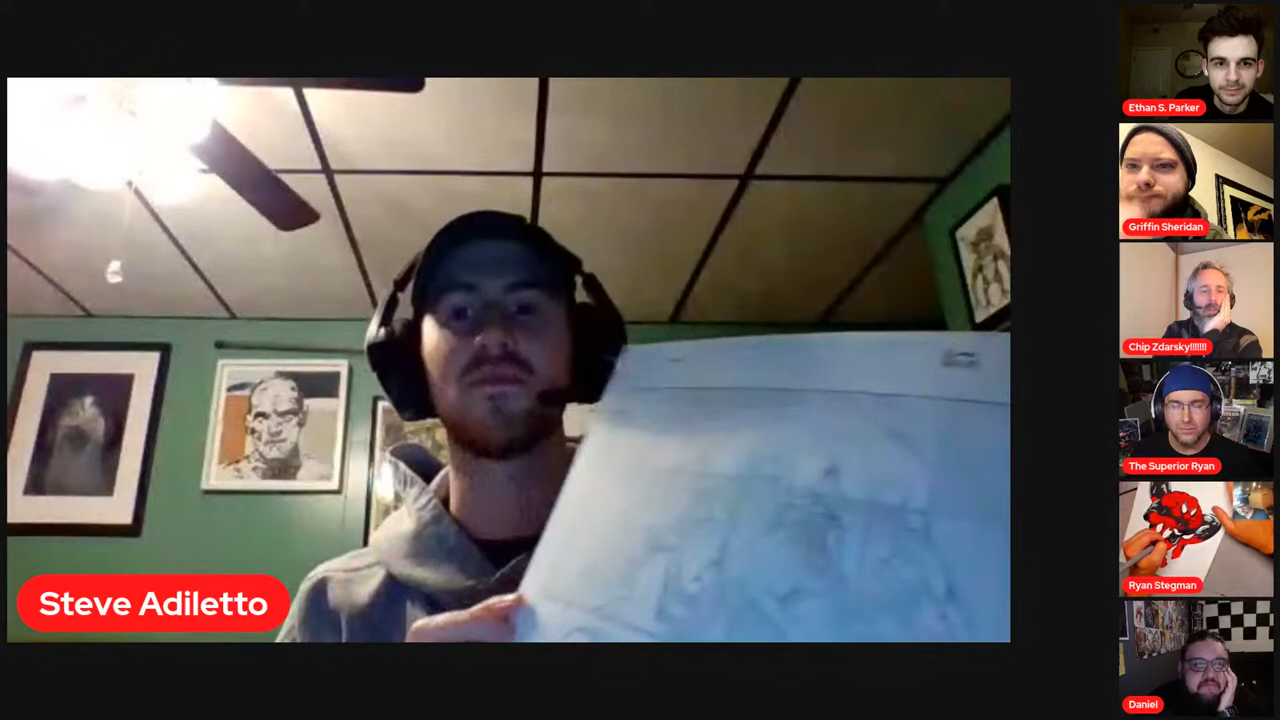 Steve Adiletto
Ethan S. Parker
Griffin Sheridan
Chip Zdarsky!!!!!!!
The Superior Ryan
Ryan Stegman
Daniel